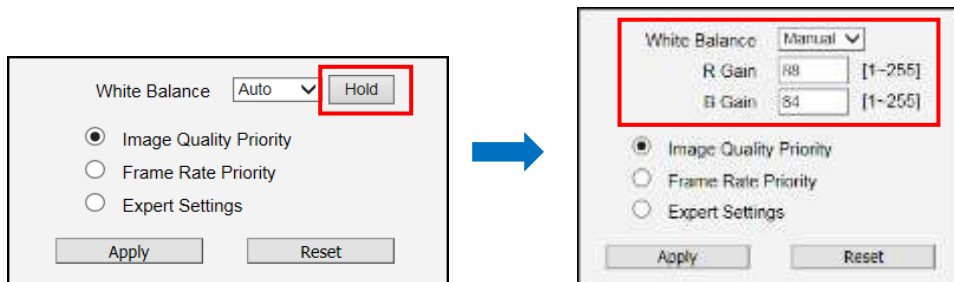 White Balance Auto Hold
Image Quality Priority
Frame Rate Priority
Expert Settings
Apply Reset
White Balance Manual
R Gain 88 [1~255]
B Gain 84 [1~255]
Image Quality Priority
Frame Rate Priority
Expert Settings
Apply Reset